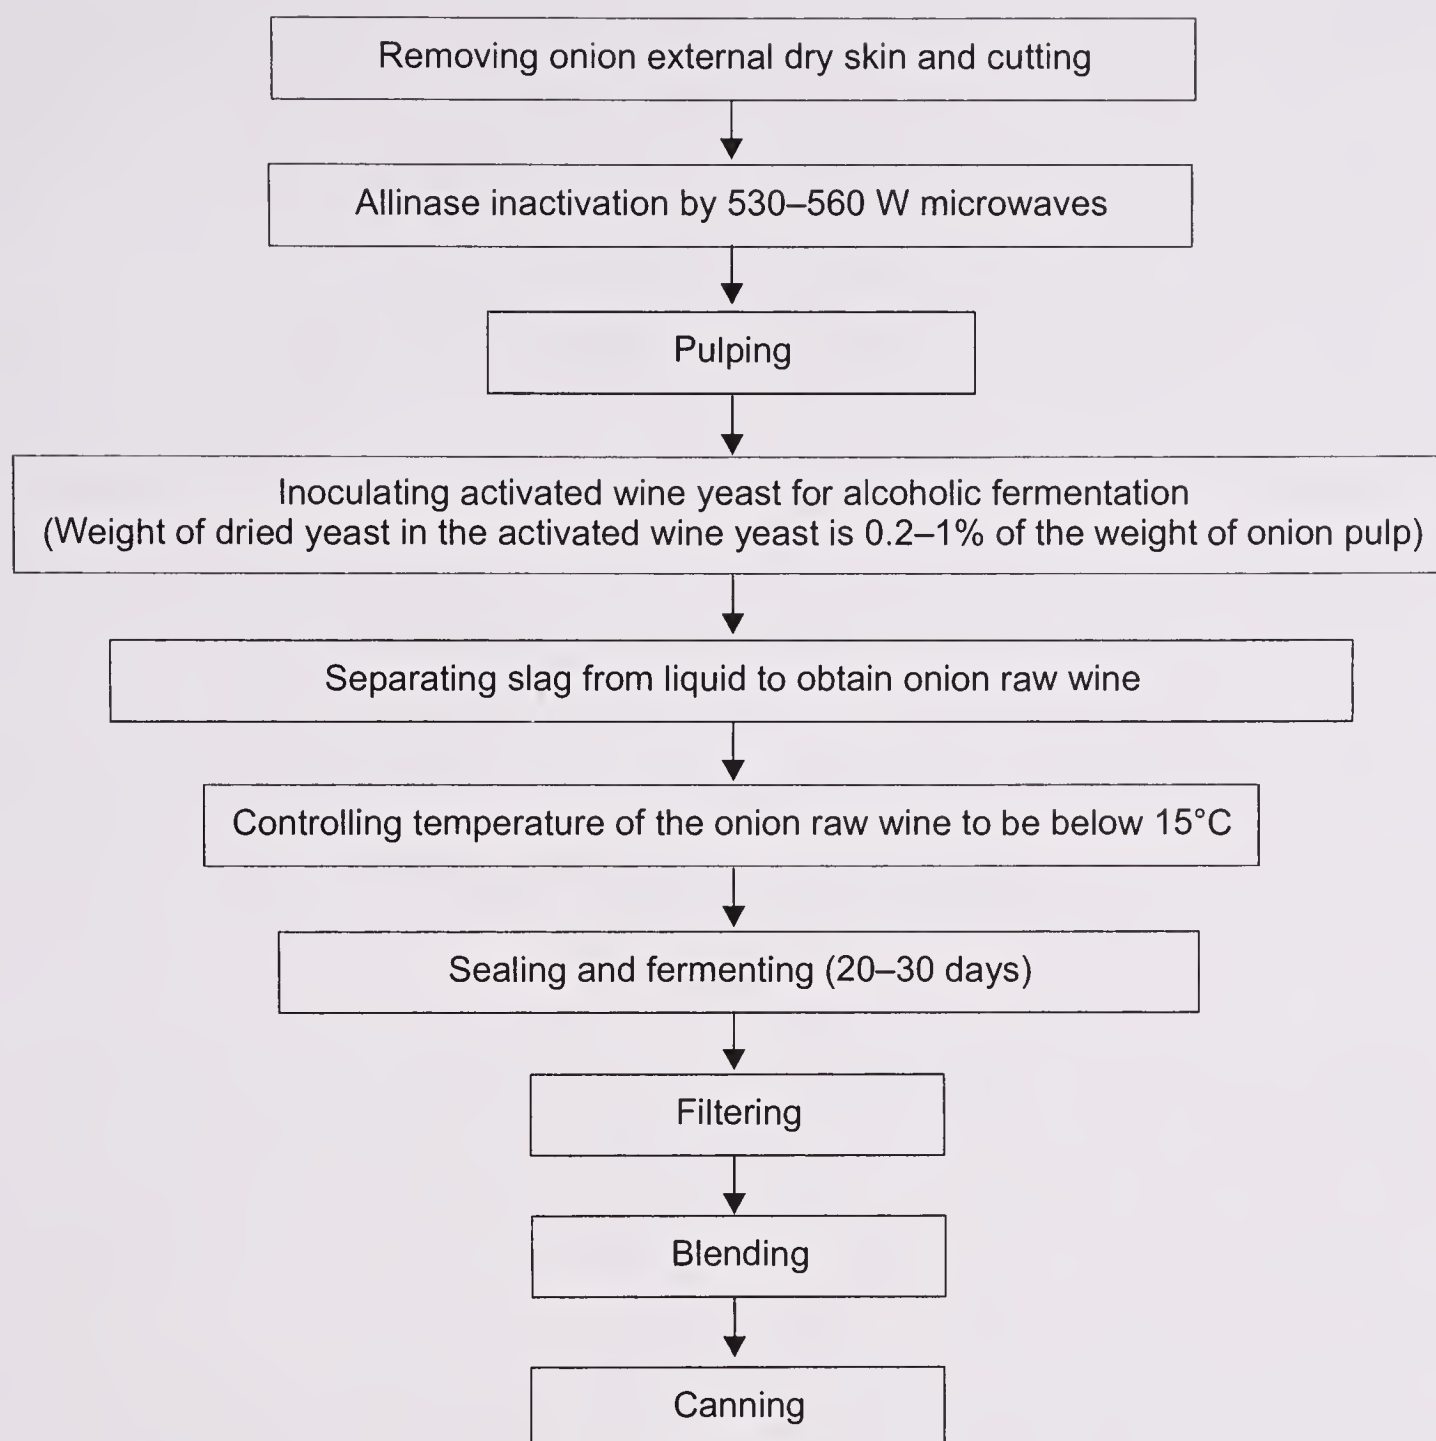 Removing onion external dry skin and cutting
Allinase inactivation by 530–560 W microwaves
Pulping
Inoculating activated wine yeast for alcoholic fermentation
(Weight of dried yeast in the activated wine yeast is 0.2–1% of the weight of onion pulp)
Separating slag from liquid to obtain onion raw wine
Controlling temperature of the onion raw wine to be below 15°C
Sealing and fermenting (20–30 days)
Filtering
Blending
Canning